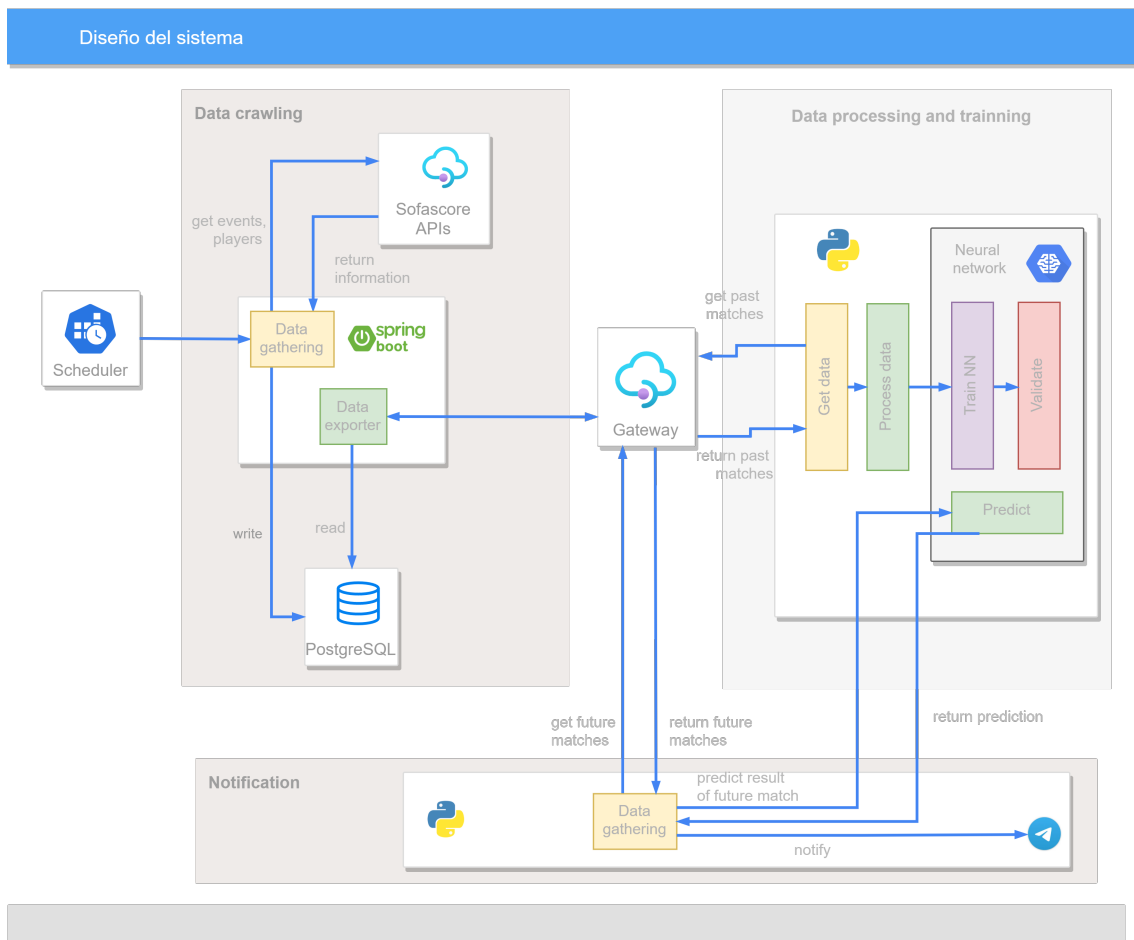 Diseño del sistema
Data crawling
Sofascore
APIs
get events,
players
return
information
Scheduler
Data
gathering
spring
boot
Data
exporter
write
read
PostgreSQL
Gateway
Data processing and trainning
Neural
network
get past
matches
return past
matches
Get data
Process data
Train NN
Validate
Predict
get future
matches
return future
matches
return prediction
Notification
predict result
of future match
Data
gathering
notify